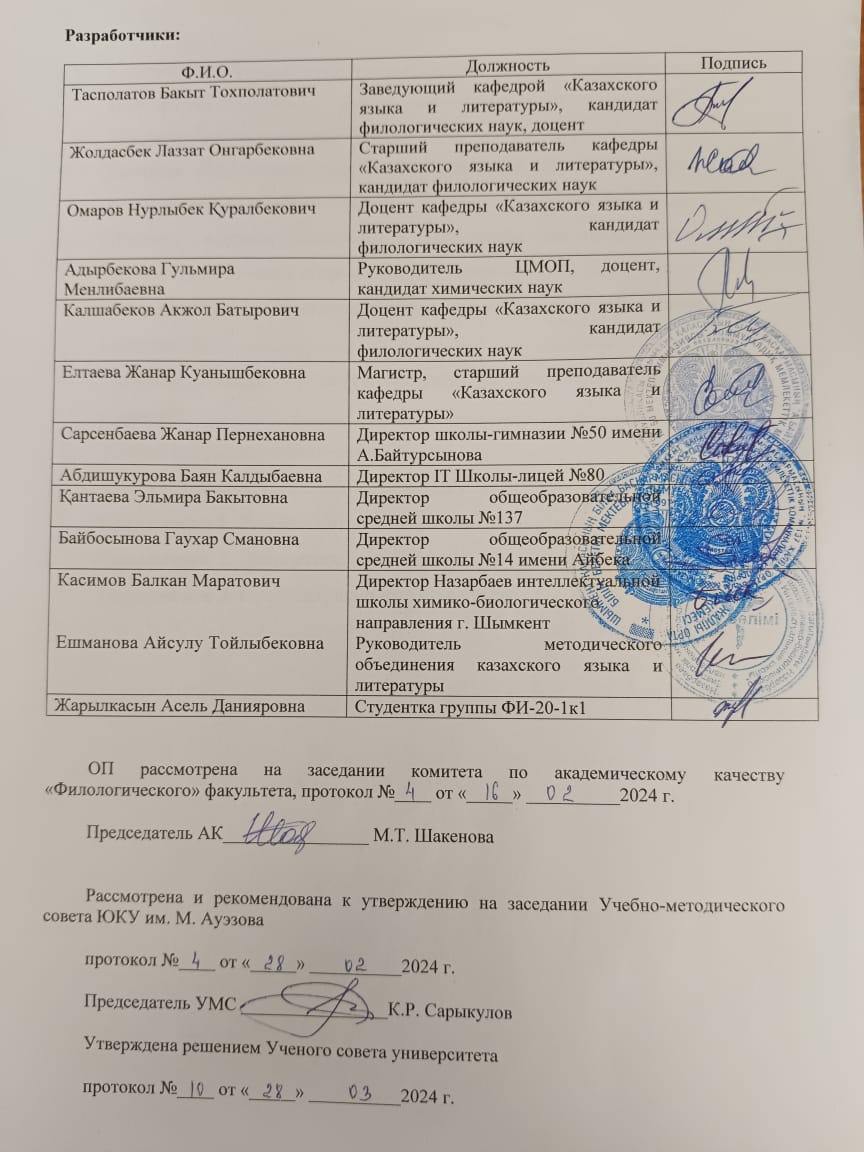 Разработчики:
Ф.И.О. Должность Подпись
Тасполатов Бакыт Тохполатович Заведующий кафедрой «Казахского
языка и литературы», кандидат
филологических наук, доцент
Жолдасбек Лаззат Онгарбековна Старший преподаватель кафедры
«Казахского языка и литературы»,
кандидат филологических наук
Омаров Нурлыбек Қуралбекович Доцент кафедры «Казахского языка и
литературы», кандидат
филологических наук
Адырбекова Гульмира Руководитель ЦМОП, доцент,
Менлибаевна кандидат химических наук
Калшабеков Акжол Батырович Доцент кафедры «Казахского языка и
литературы», кандидат
филологических наук
Елтаева Жанар Куанышбековна Магистр, старший преподаватель
кафедры «Казахского языка и
литературы»
Сарсенбаева Жанар Пернехановна Директор школы-гимназии №50 имени
А.Байтурсынова
Абдишукурова Баян Калдыбаевна Директор IT Школы-лицей №80
Қантаева Эльмира Бакытовна Директор общеобразовательной
средней школы №137
Байбосынова Гаухар Смановна Директор общеобразовательной
средней школы №14 имени Айбека
Касимов Балкан Маратович Директор Назарбаев интеллектуальной
школы химико-биологического
направления г. Шымкент
Ешманова Айсулу Тойлыбековна Руководитель методического
объединения казахского языка и
литературы
Жарылкасын Асель Данияровна Студентка группы ФИ-20-1к1
ОП рассмотрена на заседании комитета по академическому качеству
«Филологического» факультета, протокол № 4 от « 16 » 02 2024 г.
Председатель АК М.Т. Шакенова
Рассмотрена и рекомендована к утверждению на заседании Учебно-методического
совета ЮКУ им. М. Ауэзова
протокол № 4 от « 28 » 02 2024 г.
Председатель УМС К.Р. Сарыкулов
Утверждена решением Ученого совета университета
протокол № 10 от « 28 » 03 2024 г.